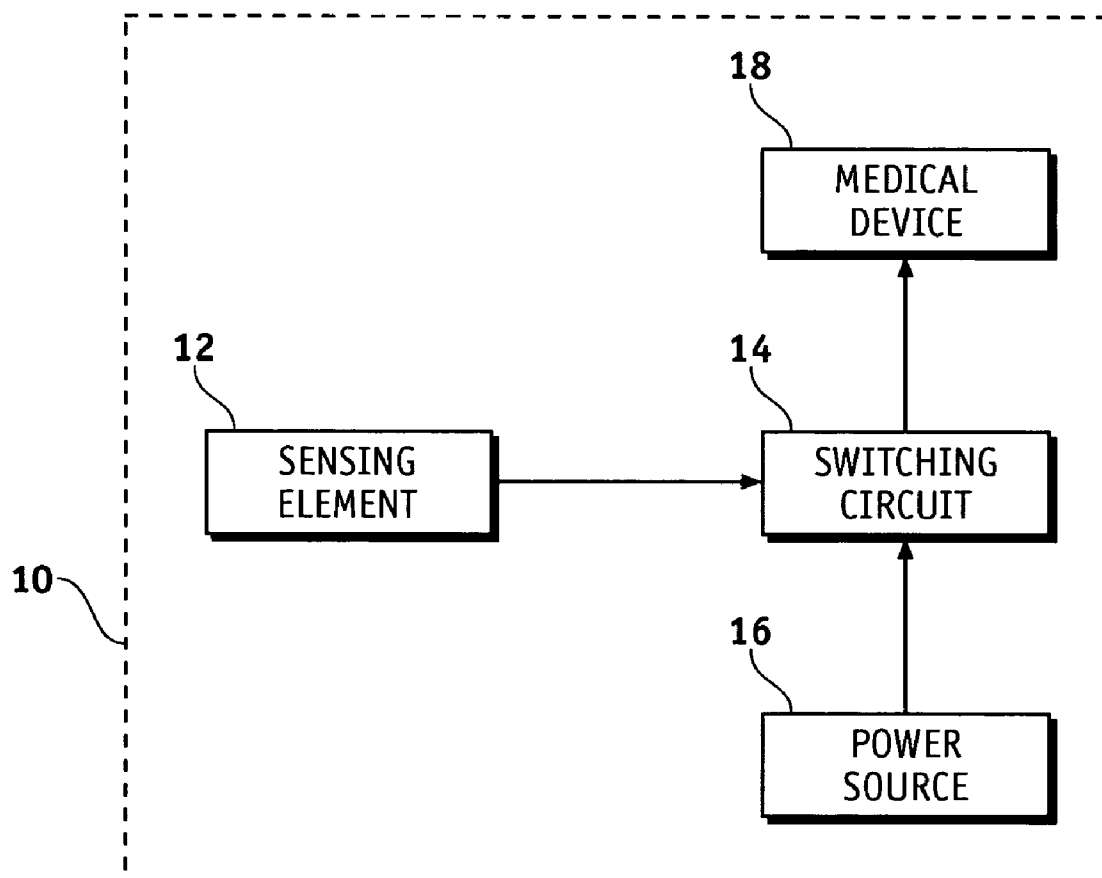 18
MEDICAL
DEVICE
12
14
SENSING
ELEMENT
SWITCHING
CIRCUIT
10
16
POWER
SOURCE